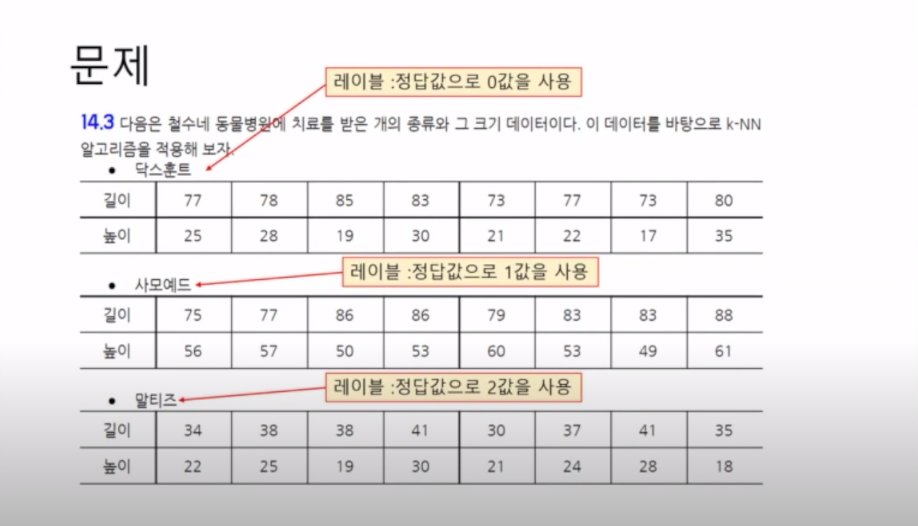 문제
레이블 :정답값으로 0값을 사용
14.3 다음은 철수네 동물병원에 치료를 받은 개의 종류와 그 크기 데이터이다. 이 데이터를 바탕으로 k-NN
알고리즘을 적용해 보자.
• 닥스훈트
길이 77 78 85 83 73 77 73 80
높이 25 28 19 30 21 22 17 35
레이블 :정답값으로 1값을 사용
• 사모예드
길이 75 77 86 86 79 83 83 88
높이 56 57 50 53 60 53 49 61
레이블 :정답값으로 2값을 사용
• 말티즈
길이 34 38 38 41 30 37 41 35
높이 22 25 19 30 21 24 28 18